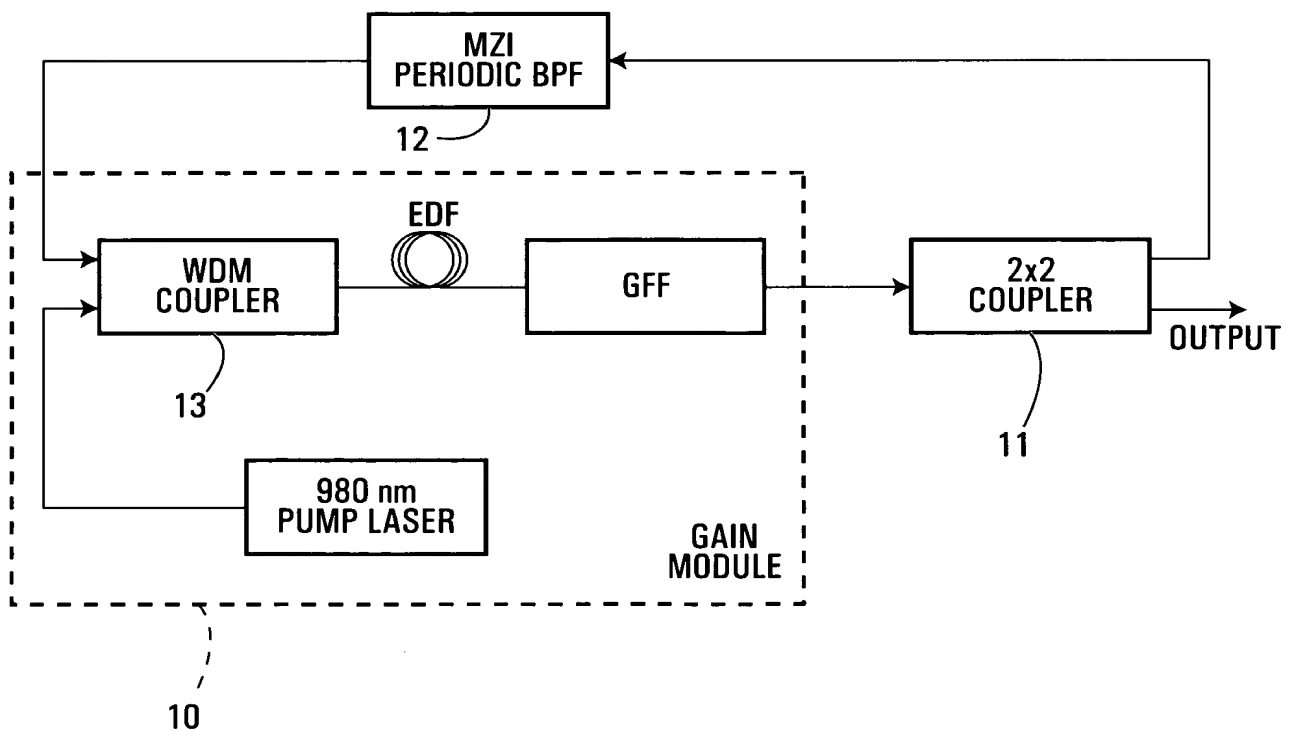 MZI
PERIODIC BPF
12
EDF
WDM
COUPLER
GFF
2x2
COUPLER
OUTPUT
13
11
980 nm
PUMP LASER
GAIN
MODULE
10